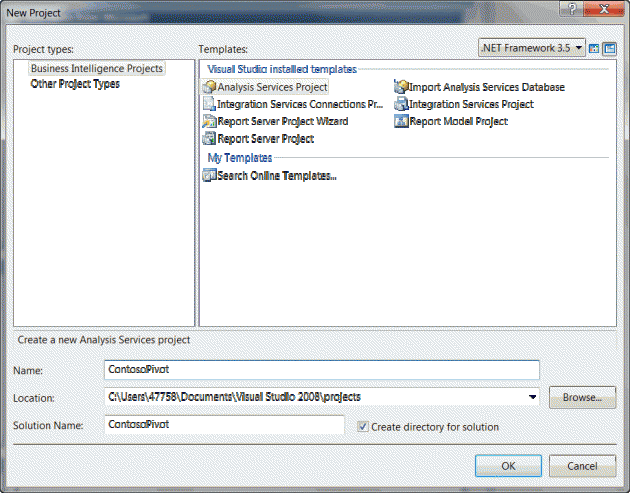 New Project
Project types:
Templates:
.NET Framework 3.5
Business Intelligence Projects
Other Project Types
Visual Studio installed templates
Analysis Services Project
Import Analysis Services Database
Integration Services Connections Pr...
Integration Services Project
Report Server Project Wizard
Report Model Project
Report Server Project
My Templates
Search Online Templates...
Create a new Analysis Services project
Name:
ContosoPivot
Location:
C:\Users\47758\Documents\Visual Studio 2008\projects
Browse...
Solution Name:
ContosoPivot
Create directory for solution
OK
Cancel